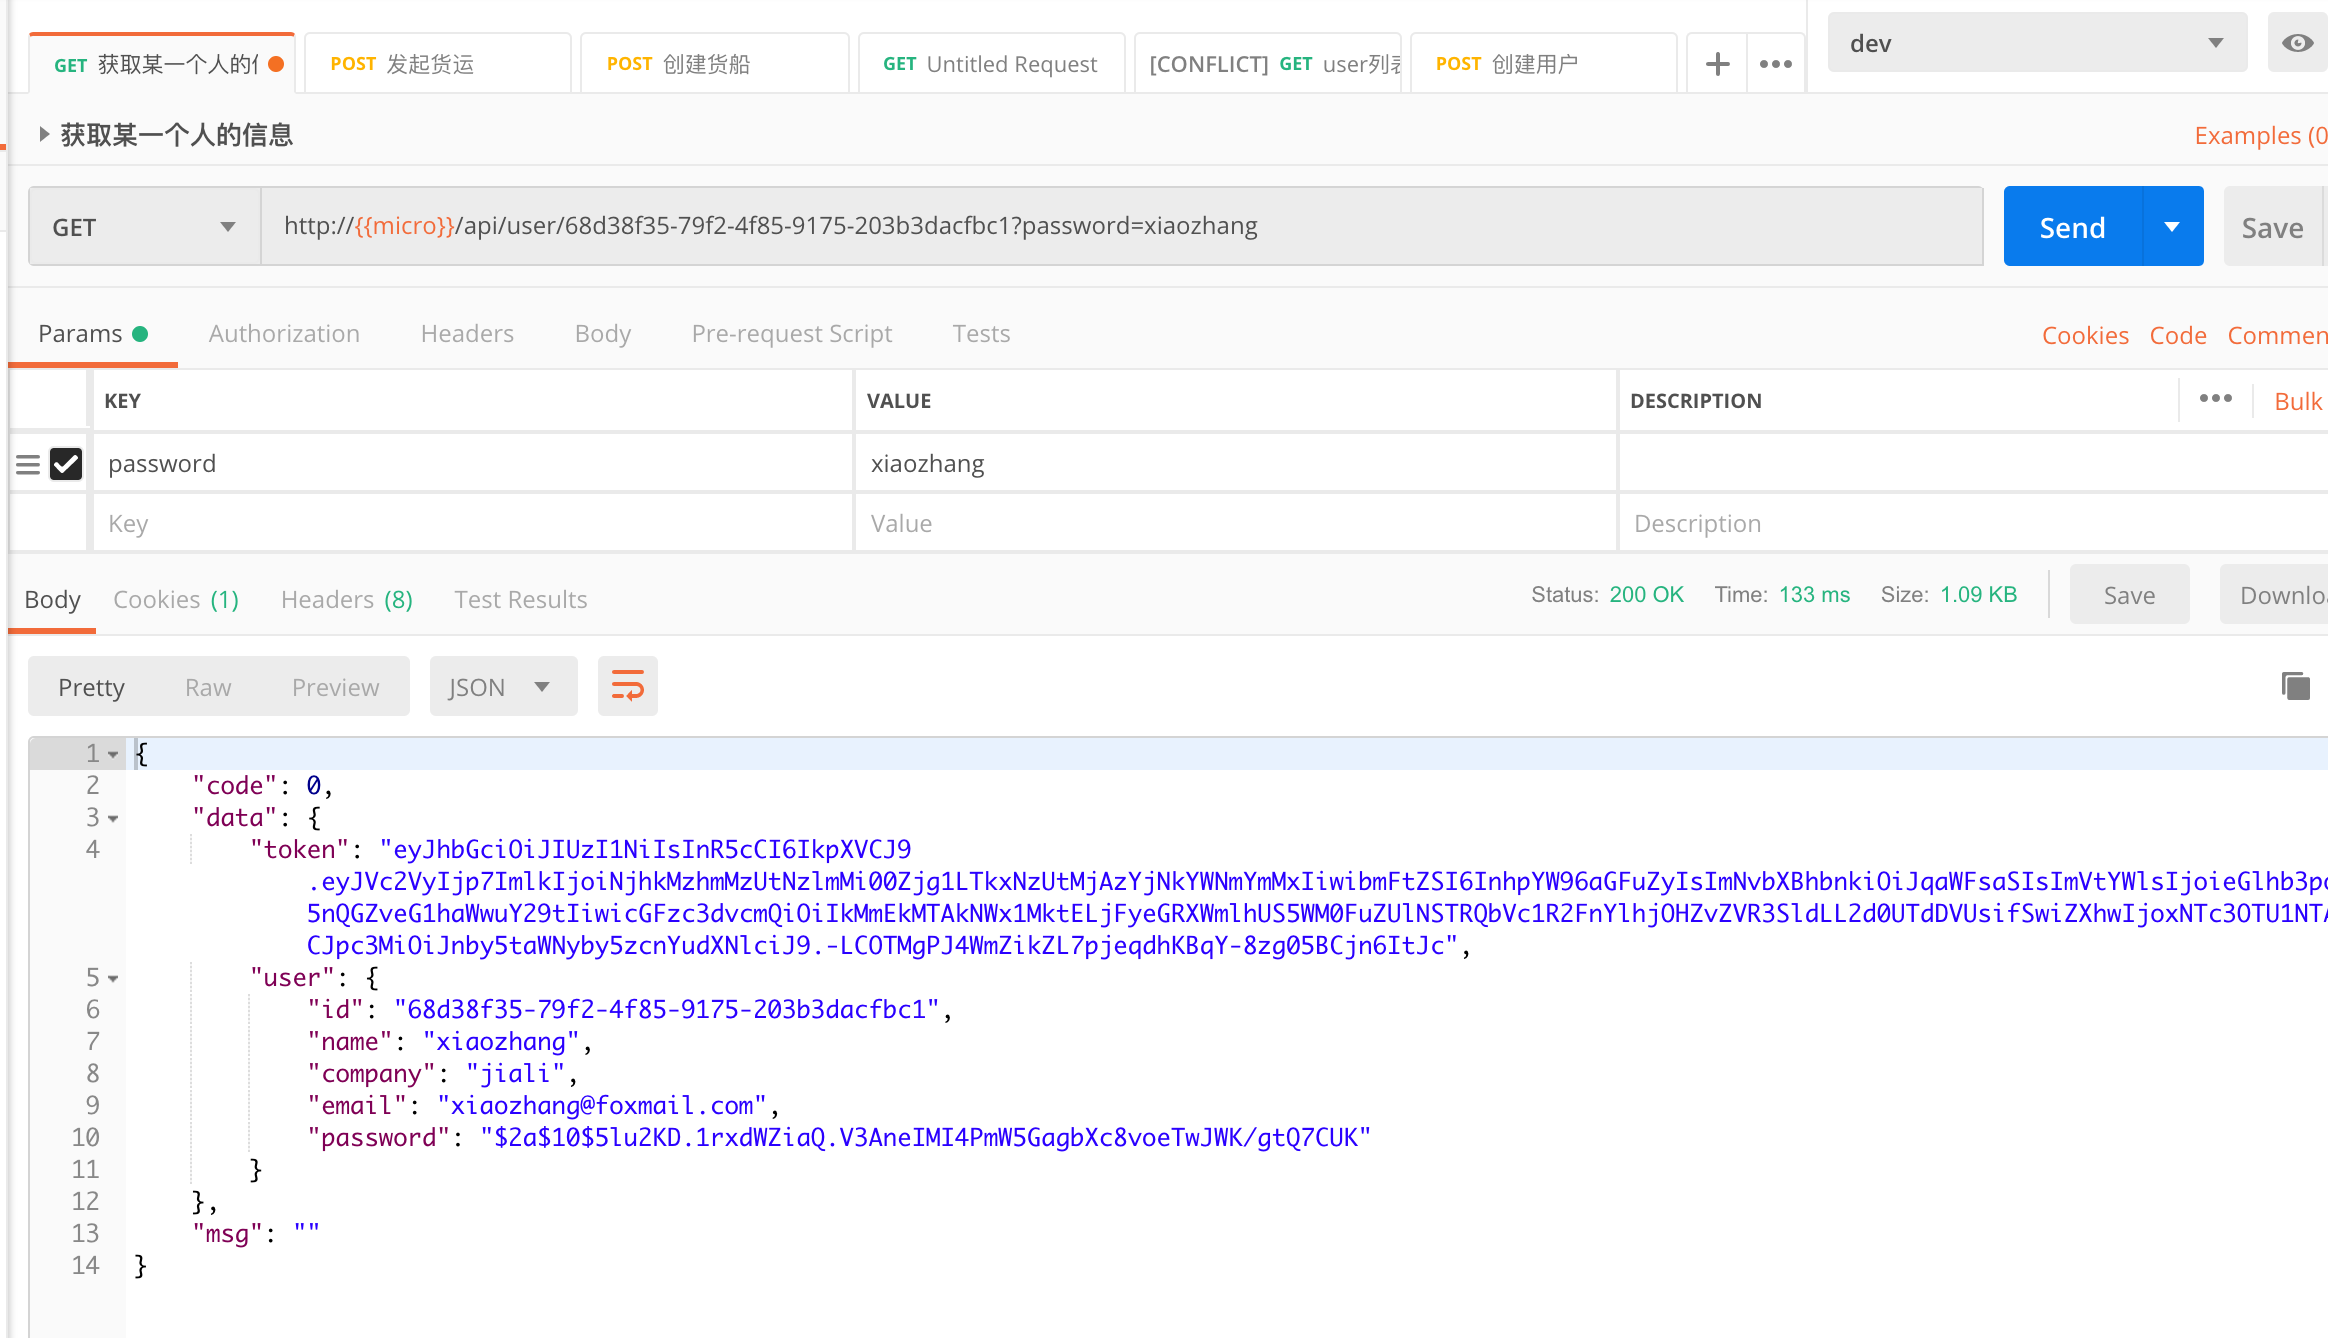 GET 获取某一个人的
POST 发起货运
POST 创建货船
GET Untitled Request
[CONFLICT] GET user列表
POST 创建用户
dev
获取某一个人的信息
Examples (0
GET
http://{{micro}}/api/user/68d38f35-79f2-4f85-9175-203b3dacfbc1?password=xiaozhang
Send
Save
Params
Authorization
Headers
Body
Pre-request Script
Tests
Cookies
Code
Commen
KEY
VALUE
DESCRIPTION
Bulk
password
xiaozhang
Key
Value
Description
Body
Cookies (1)
Headers (8)
Test Results
Status: 200 OK
Time: 133 ms
Size: 1.09 KB
Save
Downlo
Pretty
Raw
Preview
JSON
1 {
2 "code": 0,
3 "data": {
4 "token": "eyJhbGciOiJIUzI1NiIsInR5cCI6IkpXVCJ9
.eyJVc2VyIjp7ImlkIjoiNjhkMzhmMzUtNzlmMi00Zjg1LTkxNzUtMjAzYjNkYWNmYmMxIiwibmFtZSI6InhpYW96aGFuZyIsImNvbXBhbnkiOiJqaWFsaSIsImVtYWlsIjoieGlhb3po
5nQGZveG1haWwuY29tIiwicGFzc3dvcmQiOiIkMmEkMTAkNWx1MktELjFyeGRXWmlhUS5WM0FuZUlNSTRQbVc1R2FnYlhjOHZvZVR3SldLL2d0UTdDVUsifSwiZXhwIjoxNTc3OTU1NTA
CJpc3MiOiJnby5taWNyby5zcnYudXNlciJ9.-LCOTMgPJ4WmZikZL7pjeqdhKBqY-8zg05BCjn6ItJc",
5 "user": {
6 "id": "68d38f35-79f2-4f85-9175-203b3dacfbc1",
7 "name": "xiaozhang",
8 "company": "jiali",
9 "email": "xiaozhang@foxmail.com",
10 "password": "$2a$10$5lu2KD.1rxdWZiaQ.V3AneIMI4PmW5GagbXc8voeTwJWK/gtQ7CUK"
11 }
12 },
13 "msg": ""
14 }